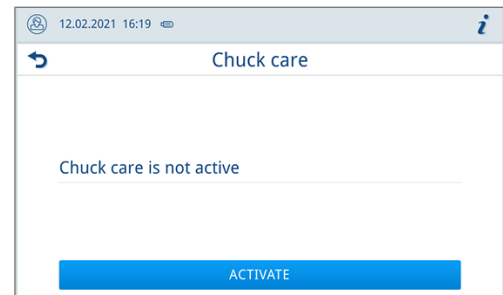 12.02.2021 16:19
i
Chuck care
Chuck care is not active
ACTIVATE